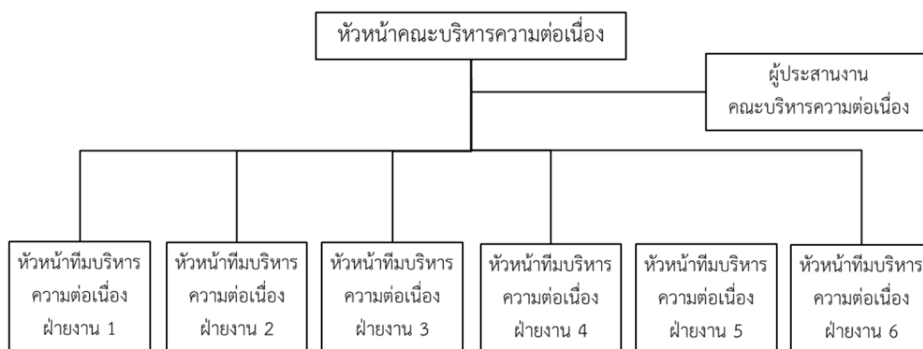 หัวหน้าคณะบริหารความต่อเนื่อง
ผู้ประสานงาน
คณะบริหารความต่อเนื่อง
หัวหน้าทีมบริหาร
ความต่อเนื่อง
ฝ่ายงาน 1
หัวหน้าทีมบริหาร
ความต่อเนื่อง
ฝ่ายงาน 2
หัวหน้าทีมบริหาร
ความต่อเนื่อง
ฝ่ายงาน 3
หัวหน้าทีมบริหาร
ความต่อเนื่อง
ฝ่ายงาน 4
หัวหน้าทีมบริหาร
ความต่อเนื่อง
ฝ่ายงาน 5
หัวหน้าทีมบริหาร
ความต่อเนื่อง
ฝ่ายงาน 6